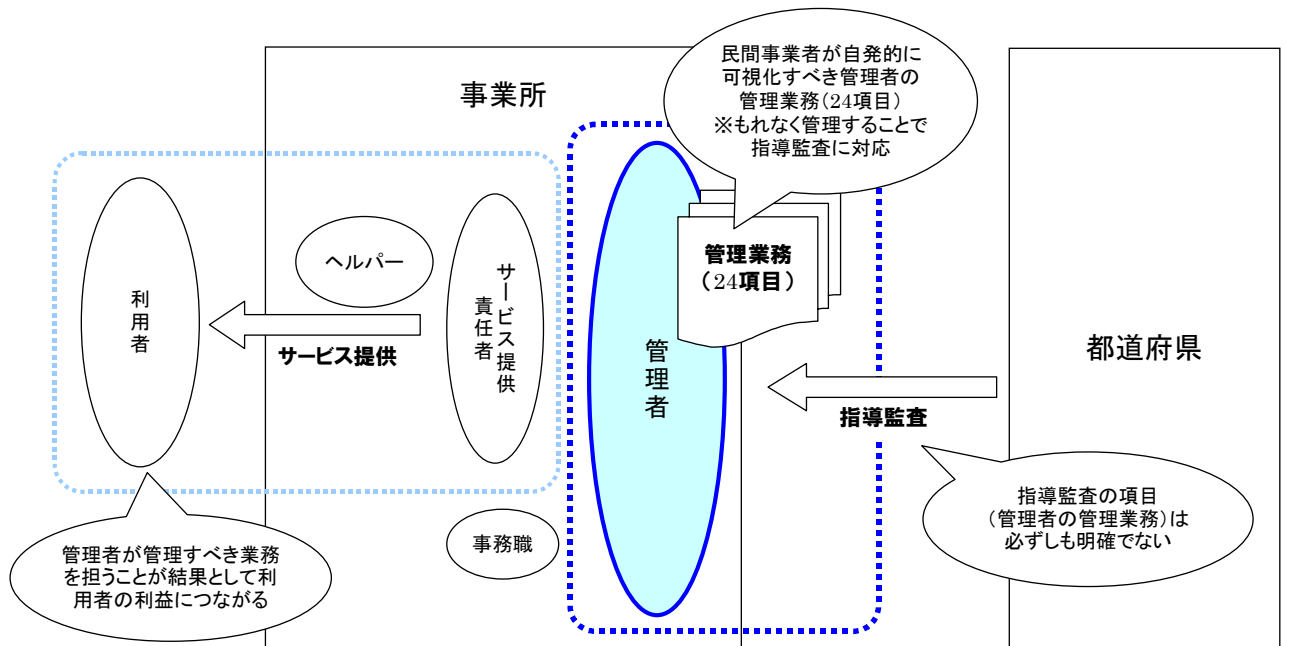 民間事業者が自発的に
可視化すべき管理者の
管理業務(24項目)
※もれなく管理することで
指導監査に対応
事業所
管理業務
(24項目)
ヘルパー
利用者
サービス提供
責任者
管理者
都道府県
サービス提供
指導監査
指導監査の項目
(管理者の管理業務)は
必ずしも明確でない
事務職
管理者が管理すべき業務
を担うことが結果として利
用者の利益につながる